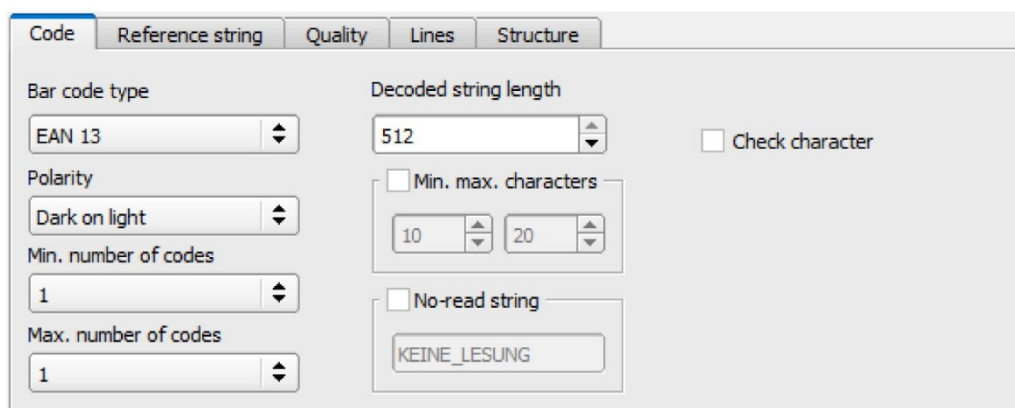 Code Reference string Quality Lines Structure
Bar code type
EAN 13
Polarity
Dark on light
Min. number of codes
1
Max. number of codes
1
Decoded string length
512
Min. max. characters
10 20
No-read string
KEINE_LESUNG
Check character